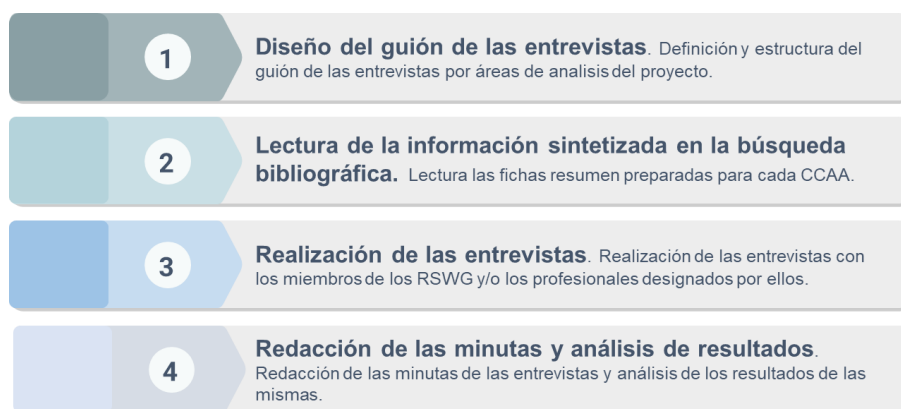 1
Diseño del guión de las entrevistas. Definición y estructura del
guión de las entrevistas por áreas de analisis del proyecto.
2
Lectura de la información sintetizada en la búsqueda
bibliográfica. Lectura las fichas resumen preparadas para cada CCAA.
3
Realización de las entrevistas. Realización de las entrevistas con
los miembros de los RSWG y/o los profesionales designados por ellos.
4
Redacción de las minutas y análisis de resultados.
Redacción de las minutas de las entrevistas y análisis de los resultados de las
mismas.